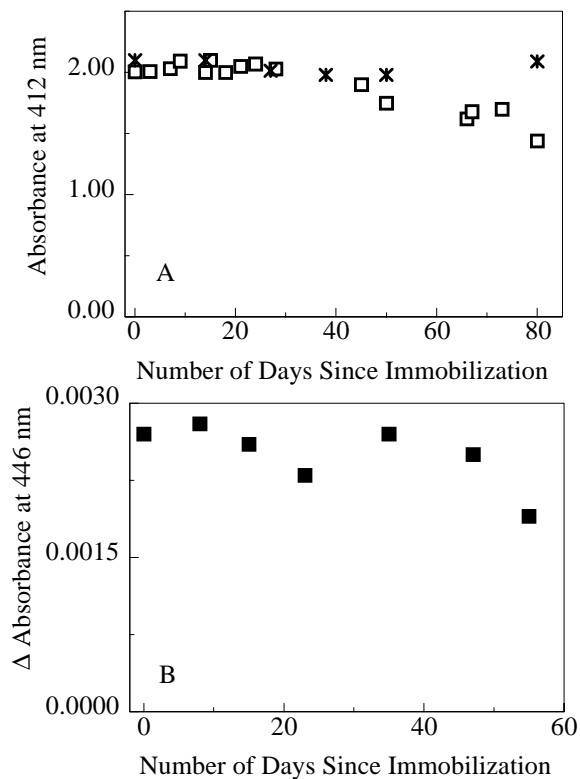 Absorbance at 412 nm
2.00
1.00
0.00
A
0 20 40 60 80
Number of Days Since Immobilization
Δ Absorbance at 446 nm
0.0030
0.0015
0.0000
B
0 20 40 60
Number of Days Since Immobilization